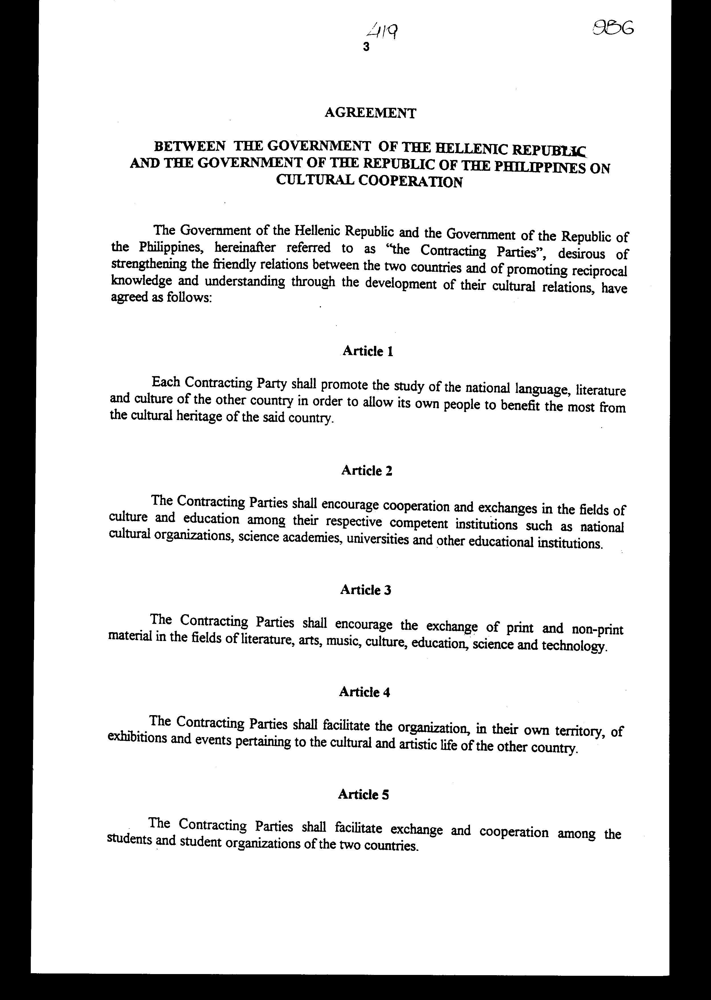 419
3
AGREEMENT
BETWEEN THE GOVERNMENT OF THE HELLENIC REPUBLIC
AND THE GOVERNMENT OF THE REPUBLIC OF THE PHILIPPINES ON
CULTURAL COOPERATION
The Government of the Hellenic Republic and the Government of the Republic of
the Philippines, hereinafter referred to as “the Contracting Parties”, desirous of
strengthening the friendly relations between the two countries and of promoting reciprocal
knowledge and understanding through the development of their cultural relations, have
agreed as follows:
Article 1
Each Contracting Party shall promote the study of the national language, literature
and culture of the other country in order to allow its own people to benefit the most from
the cultural heritage of the said country.
Article 2
The Contracting Parties shall encourage cooperation and exchanges in the fields of
culture and education among their respective competent institutions such as national
cultural organizations, science academies, universities and other educational institutions.
Article 3
The Contracting Parties shall encourage the exchange of print and non-print
material in the fields of literature, arts, music, culture, education, science and technology.
Article 4
The Contracting Parties shall facilitate the organization, in their own territory, of
exhibitions and events pertaining to the cultural and artistic life of the other country.
Article 5
The Contracting Parties shall facilitate exchange and cooperation among the
students and student organizations of the two countries.